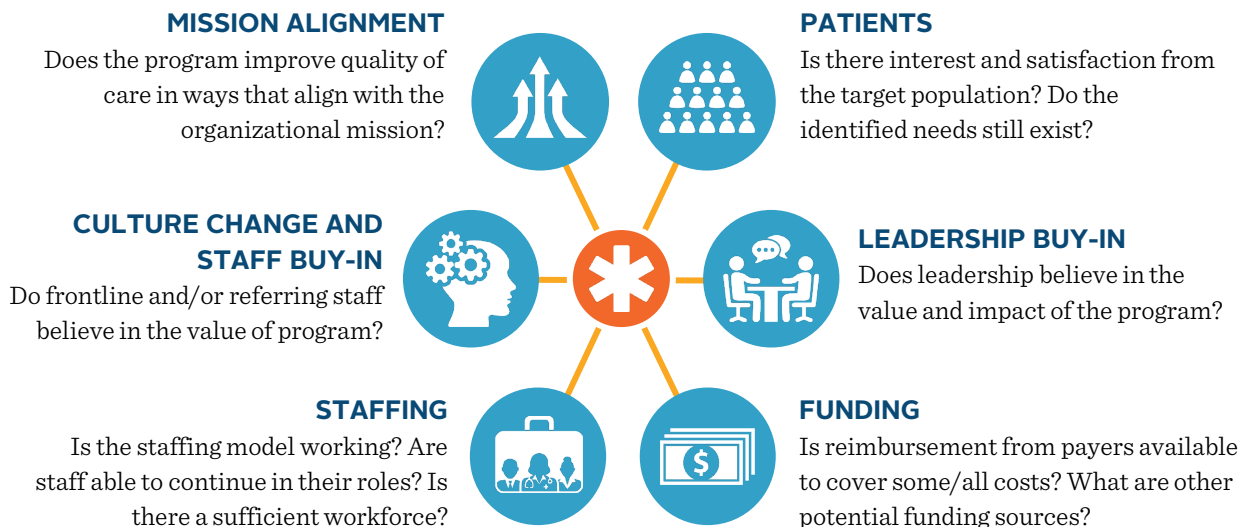 MISSION ALIGNMENT
Does the program improve quality of
care in ways that align with the
organizational mission?
PATIENTS
Is there interest and satisfaction from
the target population? Do the
identified needs still exist?
CULTURE CHANGE AND
STAFF BUY-IN
Do frontline and/or referring staff
believe in the value of program?
LEADERSHIP BUY-IN
Does leadership believe in the
value and impact of the program?
STAFFING
Is the staffing model working? Are
staff able to continue in their roles? Is
there a sufficient workforce?
$
FUNDING
Is reimbursement from payers available
to cover some/all costs? What are other
potential funding sources?